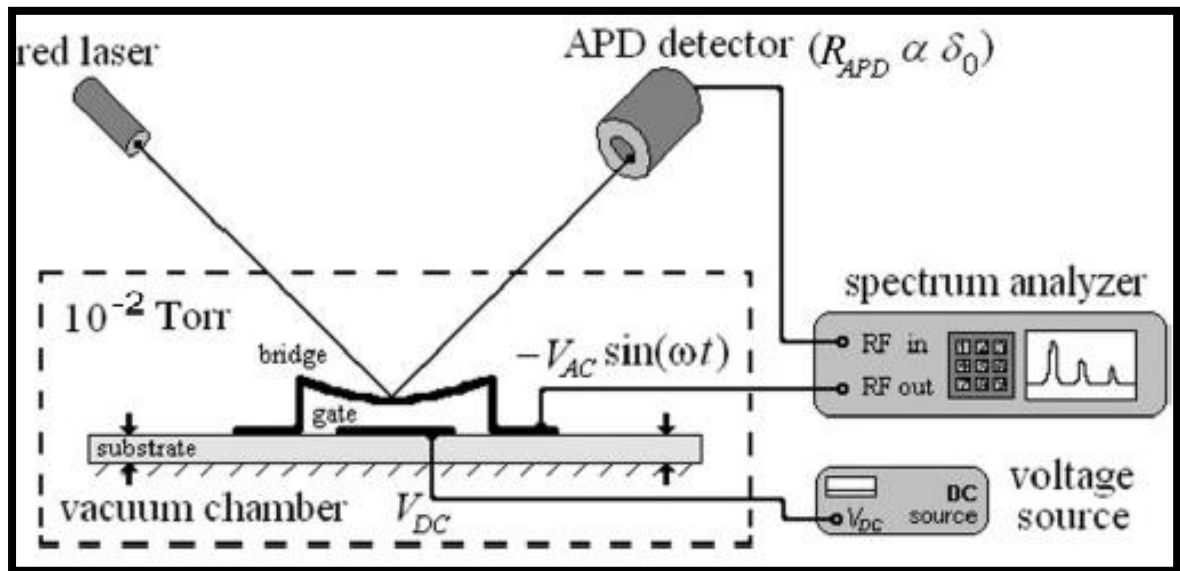 red laser
APD detector (R_APD α δ₀)
10⁻² Torr
bridge
gate
substrate
vacuum chamber
V_DC
−V_AC sin(ωt)
spectrum analyzer
RF in
RF out
DC
source
V_DC
voltage
source